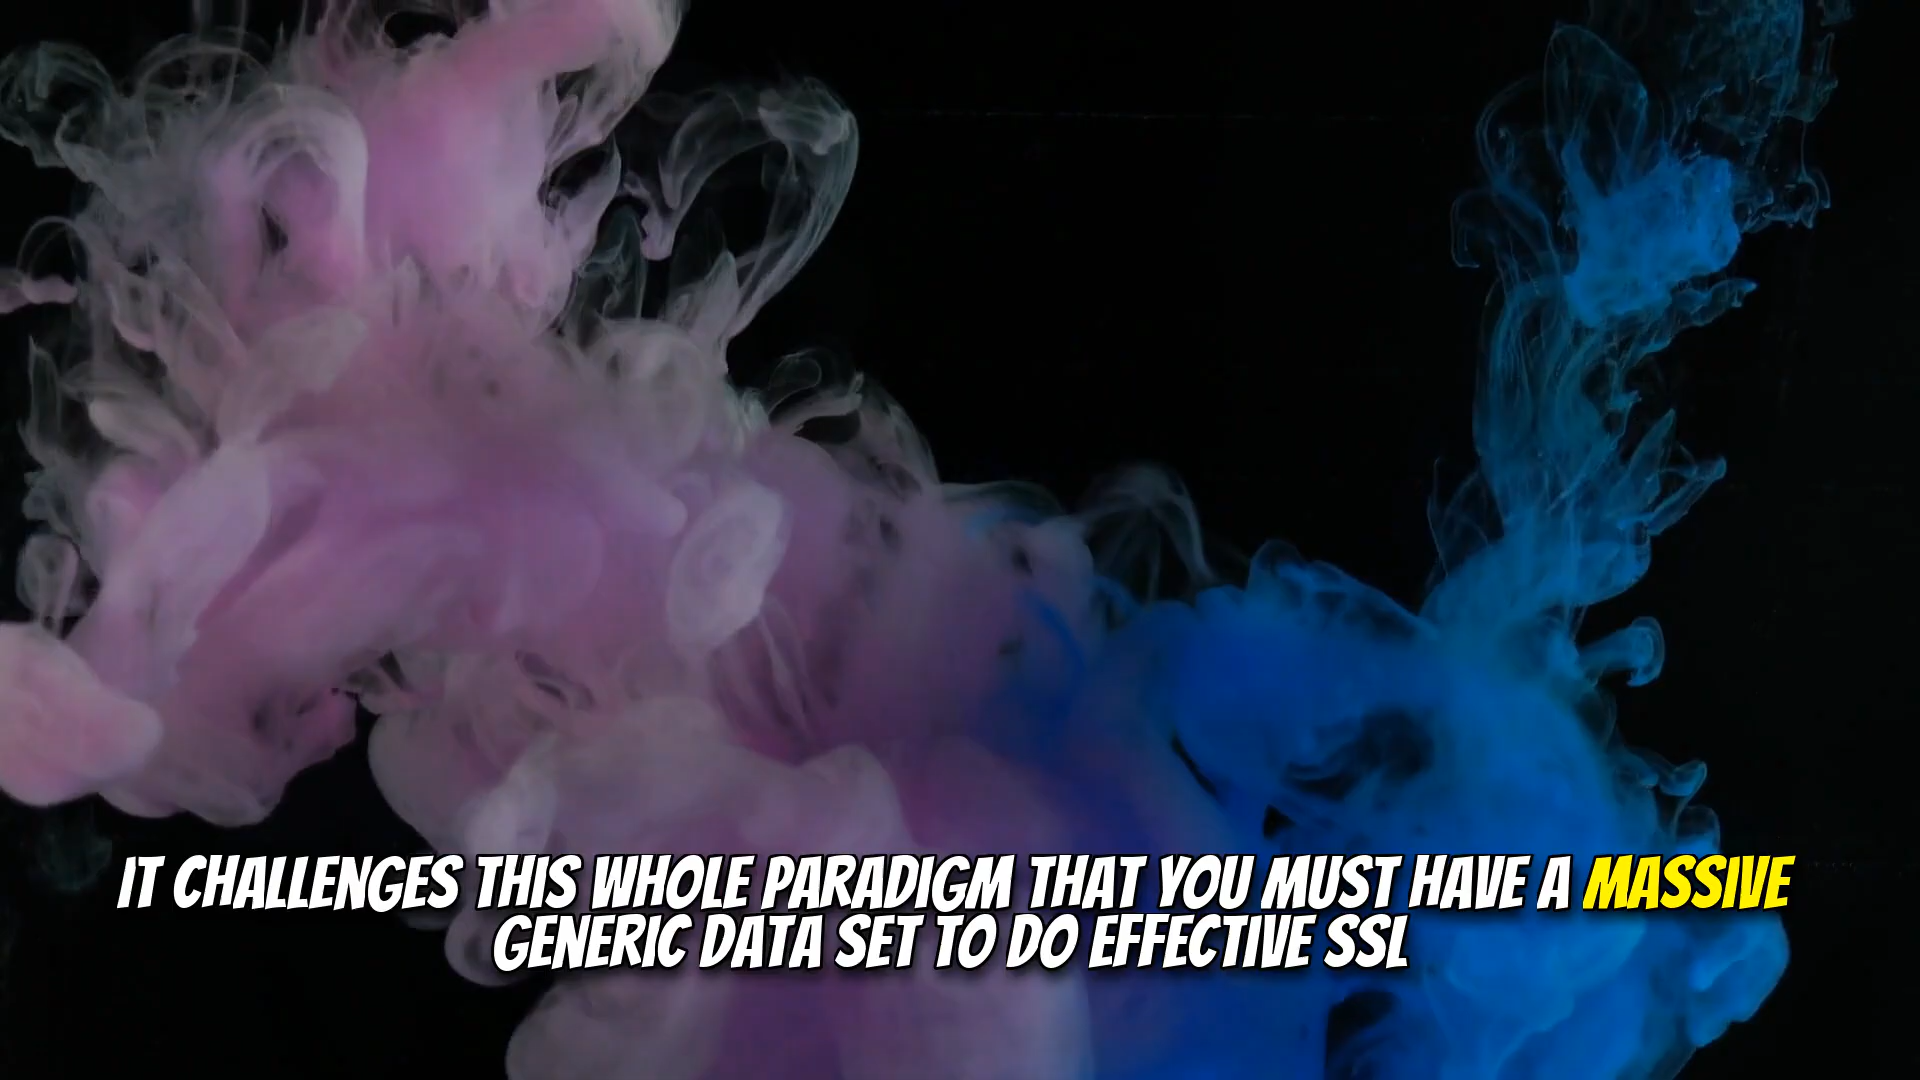 IT CHALLENGES THIS WHOLE PARADIGM THAT YOU MUST HAVE A MASSIVE
GENERIC DATA SET TO DO EFFECTIVE SSL